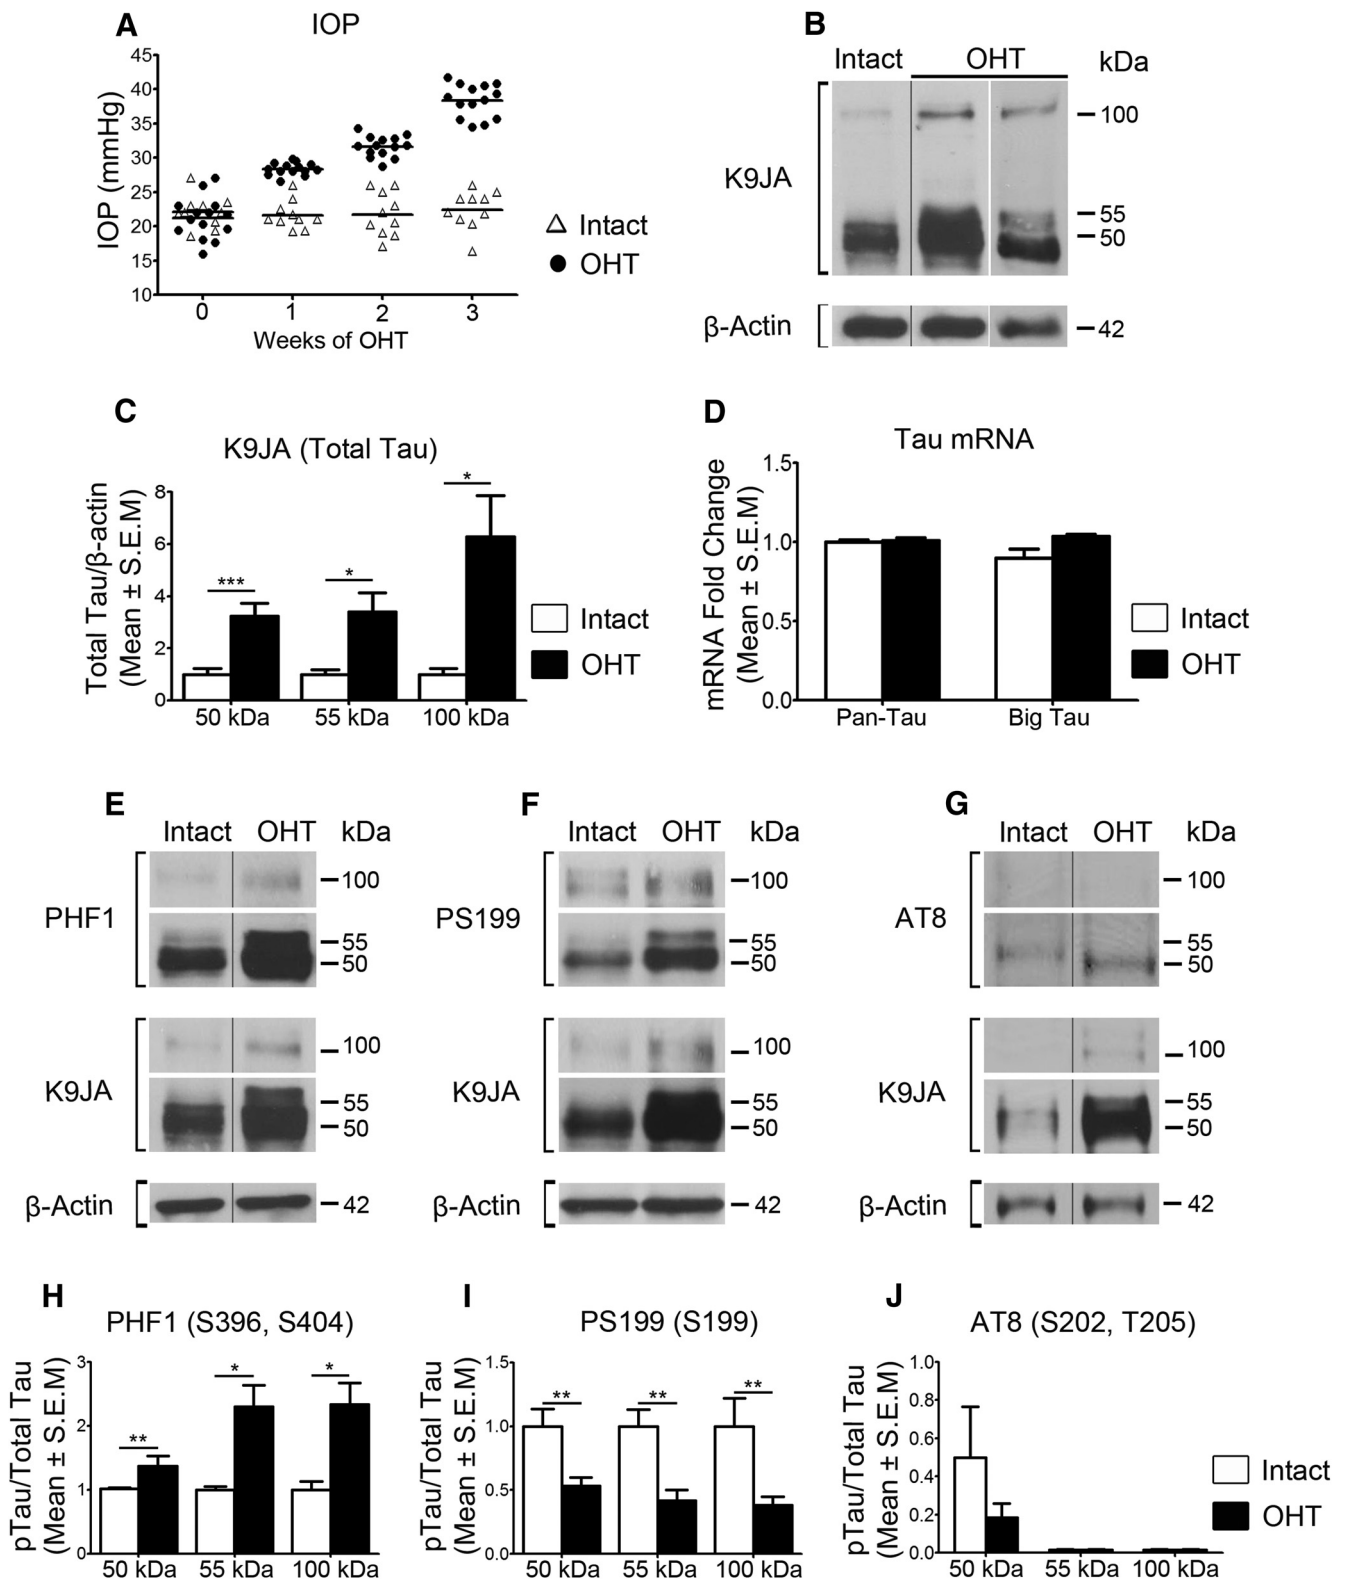 A
IOP
IOP (mmHg)
45
40
35
30
25
20
15
10
0 1 2 3
Weeks of OHT
Intact
OHT
B
Intact OHT kDa
K9JA
100
55
50
β-Actin
42
C
K9JA (Total Tau)
Total Tau/β-actin
(Mean ± S.E.M)
8
6
4
2
0
*** * *
50 kDa 55 kDa 100 kDa
Intact
OHT
D
Tau mRNA
mRNA Fold Change
(Mean ± S.E.M)
1.5
1.0
0.5
0.0
Pan-Tau Big Tau
Intact
OHT
E
Intact OHT kDa
PHF1
100
55
50
K9JA
100
55
50
β-Actin
42
F
Intact OHT kDa
PS199
100
55
50
K9JA
100
55
50
β-Actin
42
G
Intact OHT kDa
AT8
100
55
50
K9JA
100
55
50
β-Actin
42
H
PHF1 (S396, S404)
pTau/Total Tau
(Mean ± S.E.M)
3
2
1
0
** * *
50 kDa 55 kDa 100 kDa
I
PS199 (S199)
pTau/Total Tau
(Mean ± S.E.M)
1.5
1.0
0.5
0.0
** ** **
50 kDa 55 kDa 100 kDa
J
AT8 (S202, T205)
pTau/Total Tau
(Mean ± S.E.M)
1.0
0.8
0.6
0.4
0.2
0.0
50 kDa 55 kDa 100 kDa
Intact
OHT